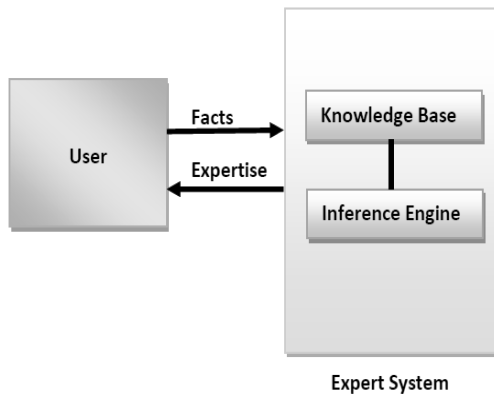 Facts
Knowledge Base
User
Expertise
Inference Engine
Expert System